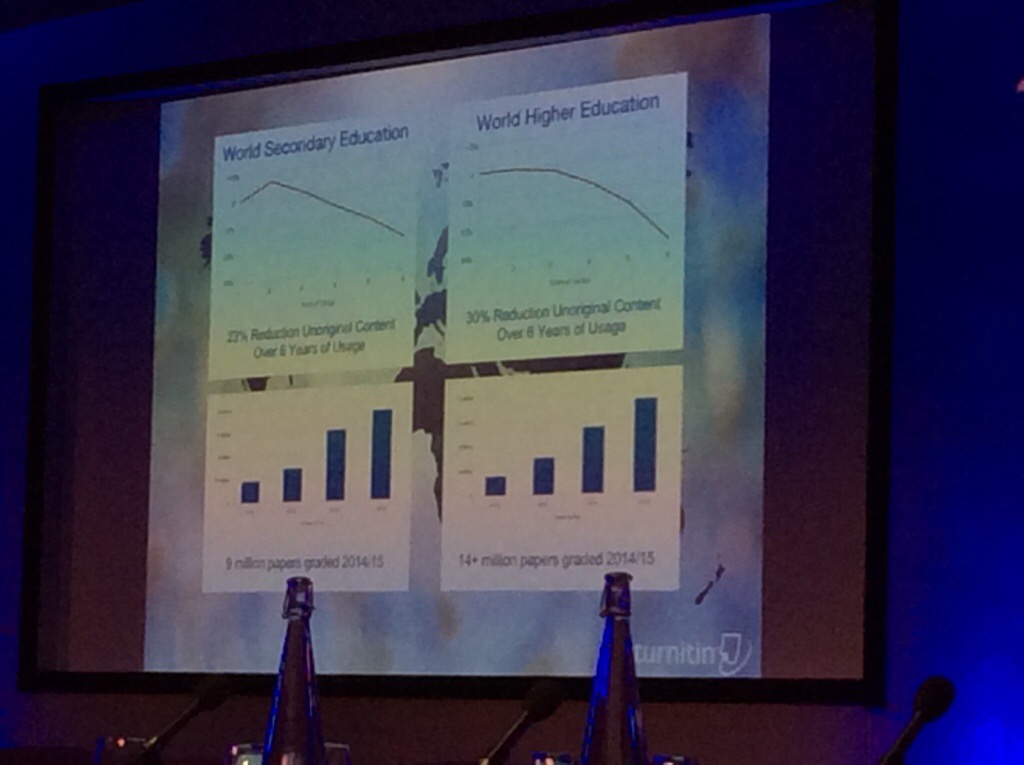 World Secondary Education
23% Reduction Unoriginal Content
Over 6 Years of Usage
World Higher Education
30% Reduction Unoriginal Content
Over 6 Years of Usage
9 million papers graded 2014/15
14+ million papers graded 2014/15
turnitin